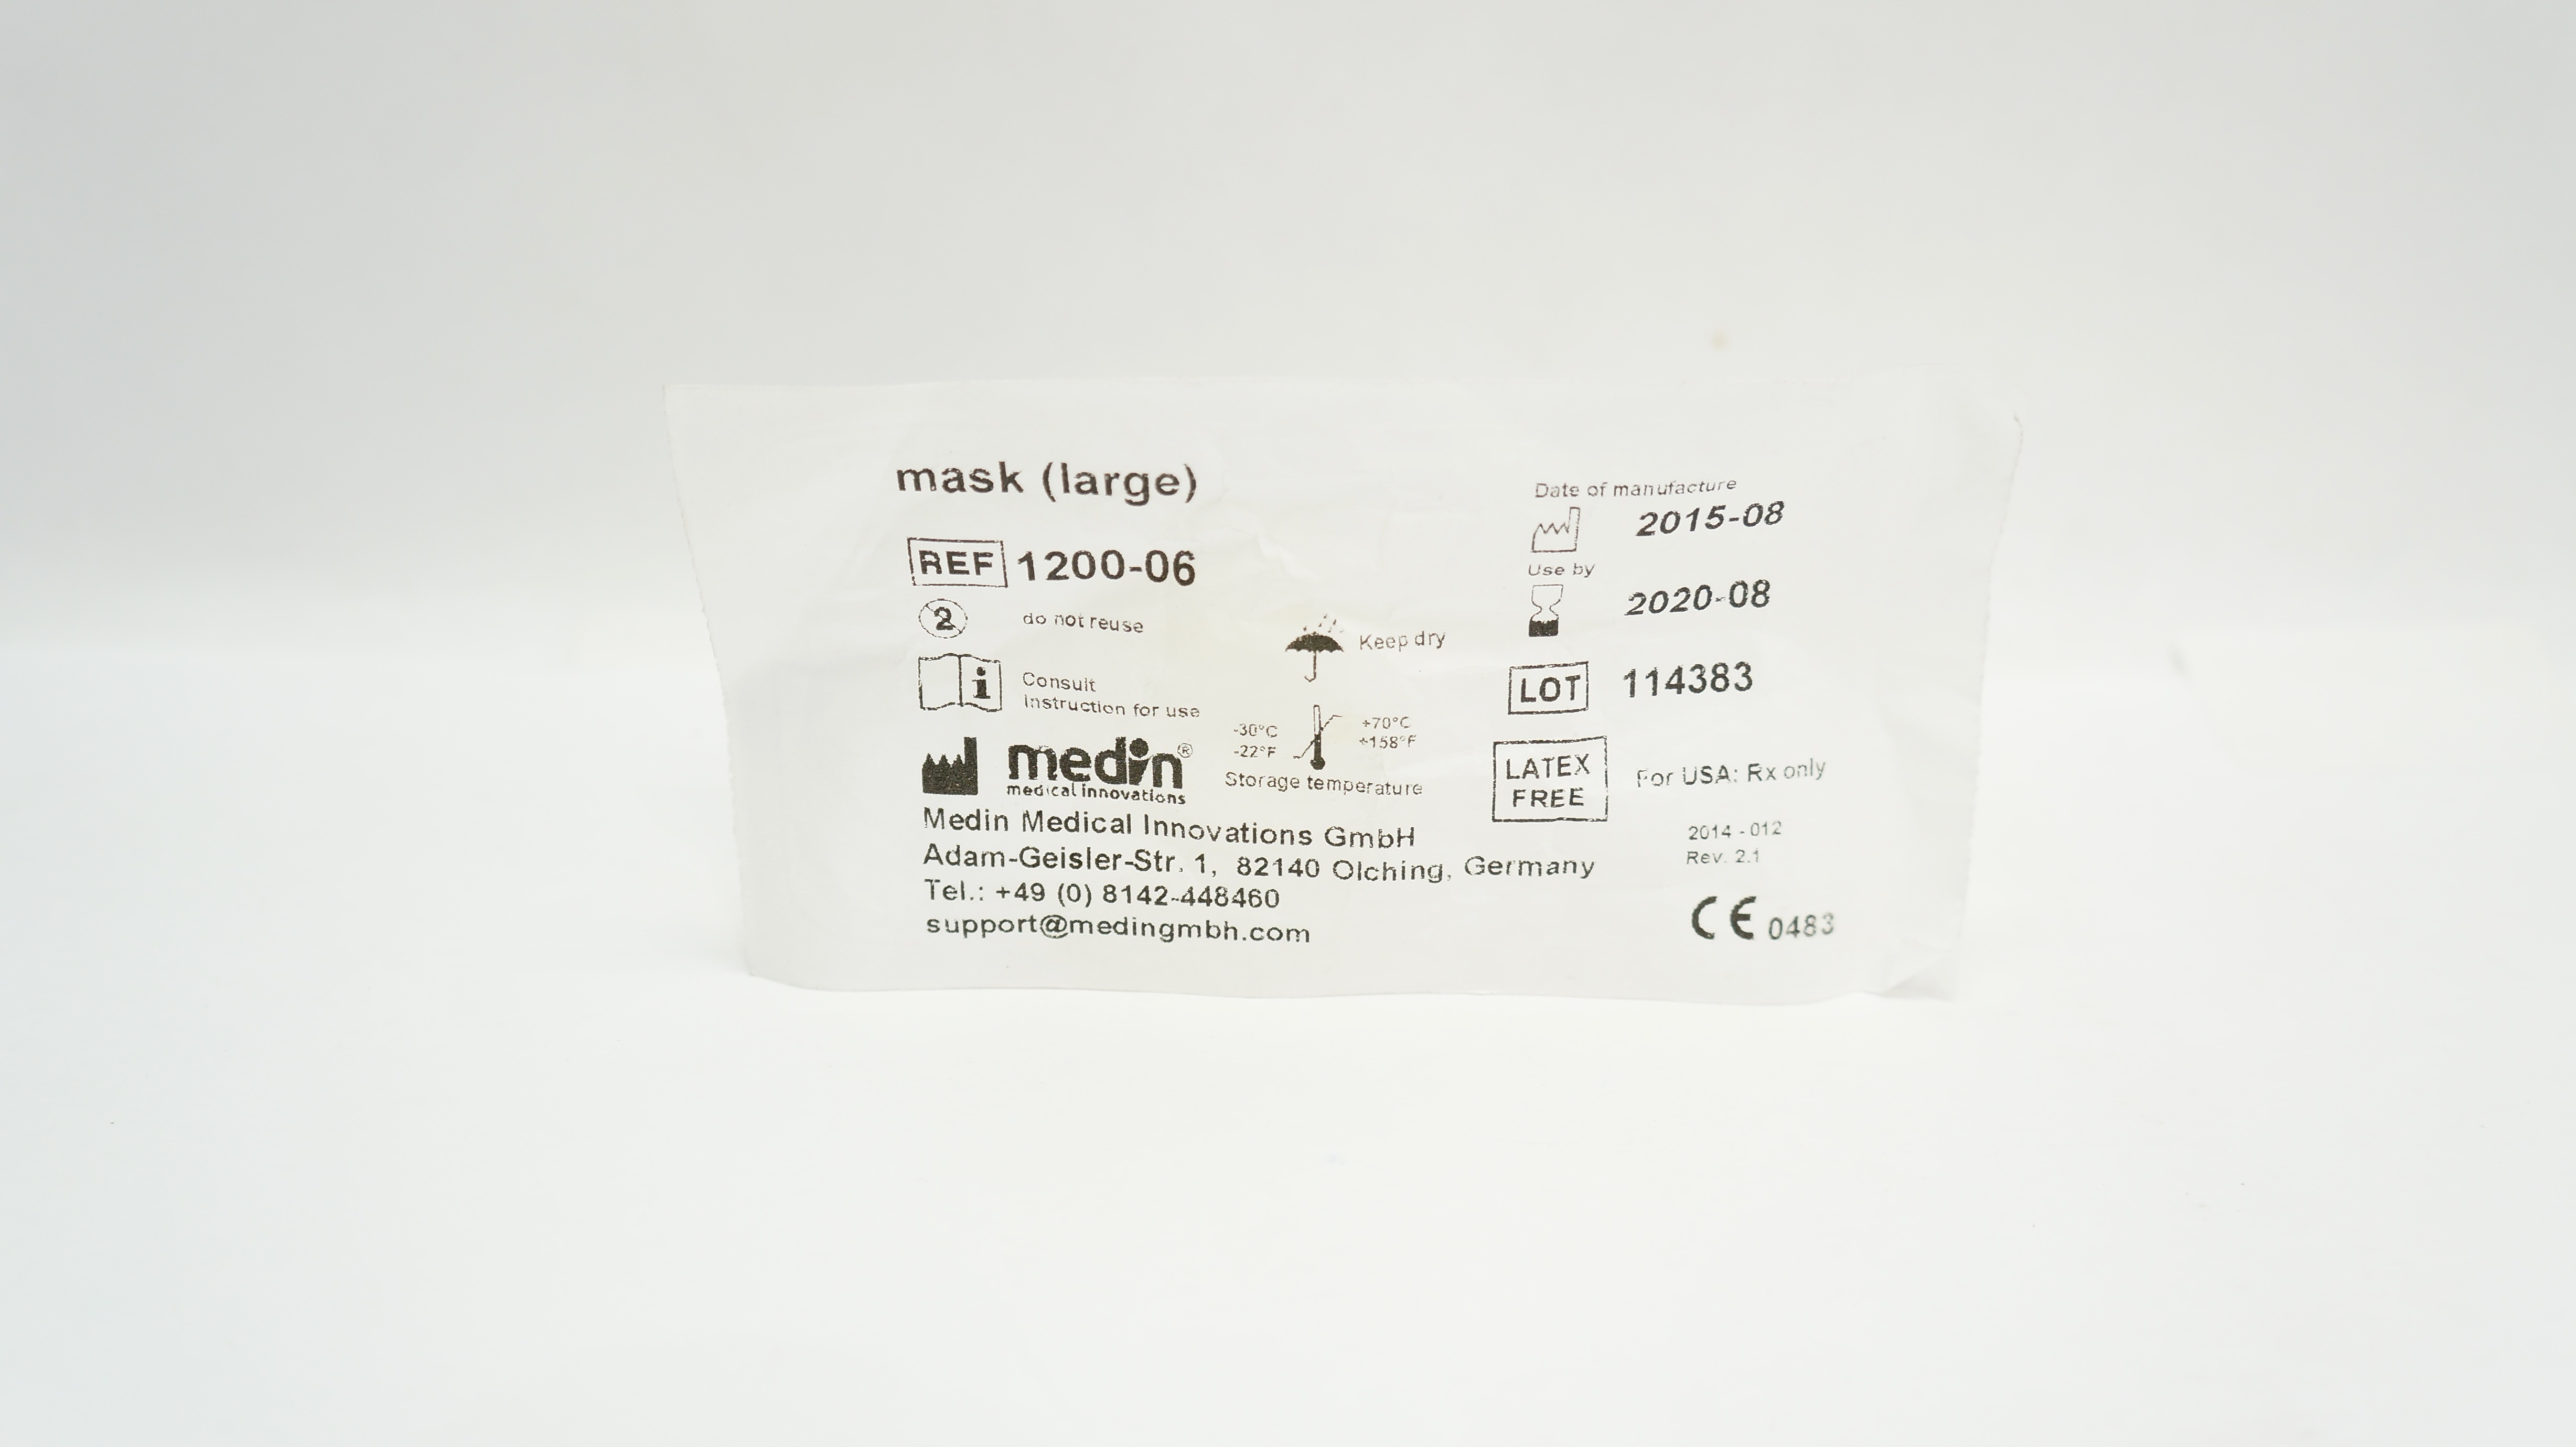 mask (large)
REF 1200-06
2 do not reuse
i Consult
Instruction for use
Keep dry
-30°C +70°C
-22°F +158°F
Storage temperature
medin®
medical innovations
Medin Medical Innovations GmbH
Adam-Geisler-Str. 1, 82140 Olching, Germany
Tel.: +49 (0) 8142-448460
support@medingmbh.com
Date of manufacture
2015-08
Use by
2020-08
LOT 114383
LATEX
FREE
For USA: Rx only
2014 - 012
Rev. 2.1
CE 0483